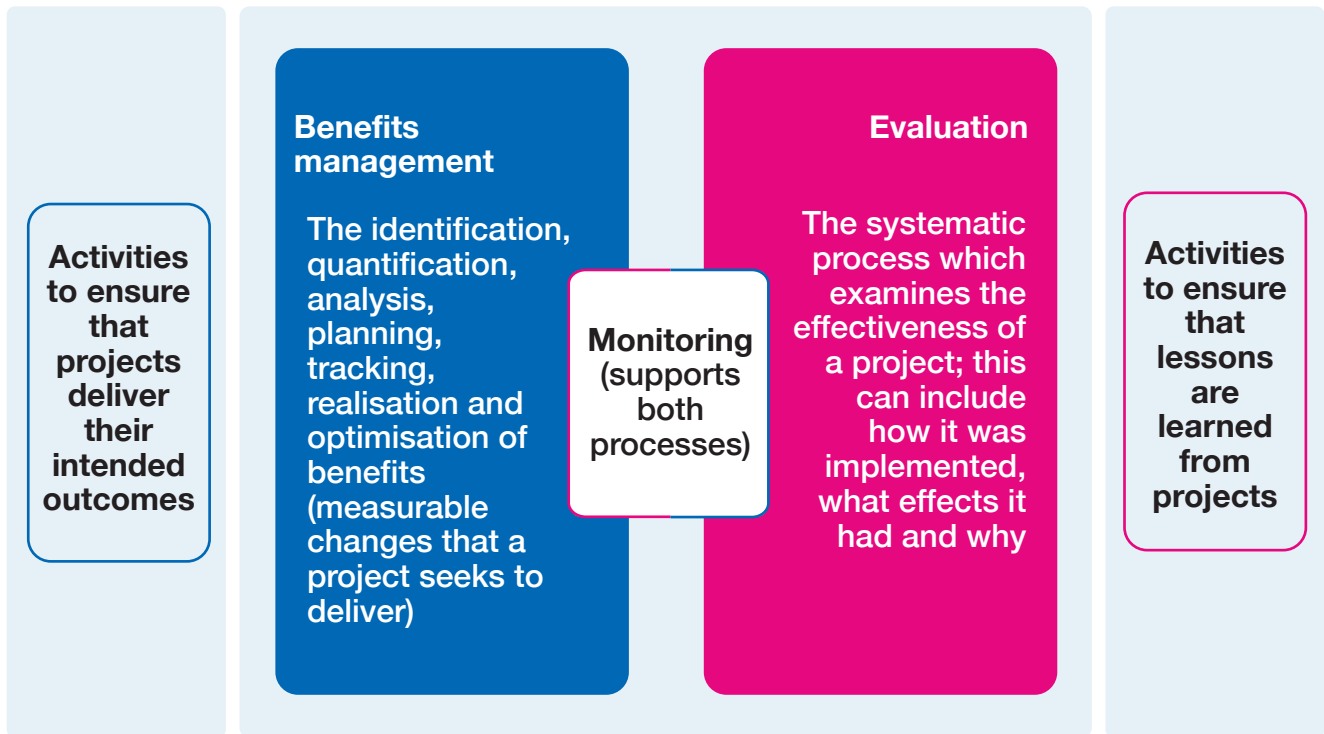 Activities
to ensure
that
projects
deliver
their
intended
outcomes
Benefits
management
The identification,
quantification,
analysis,
planning,
tracking,
realisation and
optimisation of
benefits
(measurable
changes that a
project seeks to
deliver)
Monitoring
(supports
both
processes)
Evaluation
The systematic
process which
examines the
effectiveness of
a project; this
can include
how it was
implemented,
what effects it
had and why
Activities
to ensure
that
lessons
are
learned
from
projects